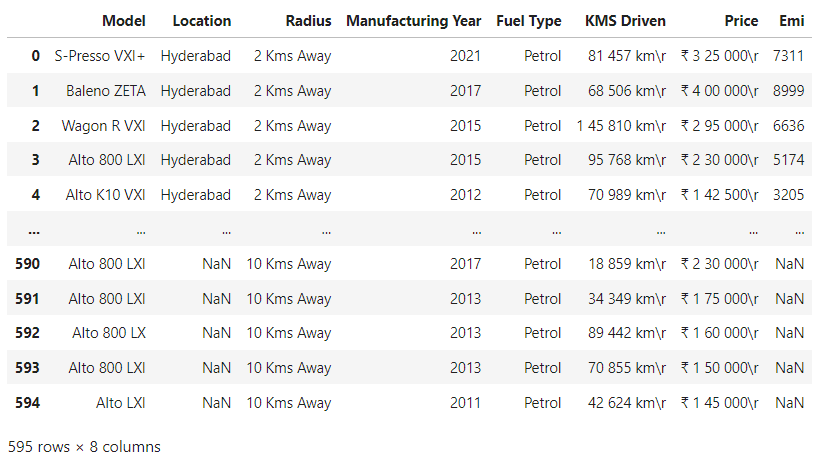 Model Location Radius Manufacturing Year Fuel Type KMS Driven Price Emi
0 S-Presso VXI+ Hyderabad 2 Kms Away 2021 Petrol 81 457 km\r ₹ 3 25 000\r 7311
1 Baleno ZETA Hyderabad 2 Kms Away 2017 Petrol 68 506 km\r ₹ 4 00 000\r 8999
2 Wagon R VXI Hyderabad 2 Kms Away 2015 Petrol 1 45 810 km\r ₹ 2 95 000\r 6636
3 Alto 800 LXI Hyderabad 2 Kms Away 2015 Petrol 95 768 km\r ₹ 2 30 000\r 5174
4 Alto K10 VXI Hyderabad 2 Kms Away 2012 Petrol 70 989 km\r ₹ 1 42 500\r 3205
... ... ... ... ... ... ... ... ...
590 Alto 800 LXI NaN 10 Kms Away 2017 Petrol 18 859 km\r ₹ 2 30 000\r NaN
591 Alto 800 LXI NaN 10 Kms Away 2013 Petrol 34 349 km\r ₹ 1 75 000\r NaN
592 Alto 800 LX NaN 10 Kms Away 2013 Petrol 89 442 km\r ₹ 1 60 000\r NaN
593 Alto 800 LXI NaN 10 Kms Away 2013 Petrol 70 855 km\r ₹ 1 50 000\r NaN
594 Alto LXI NaN 10 Kms Away 2011 Petrol 42 624 km\r ₹ 1 45 000\r NaN
595 rows × 8 columns